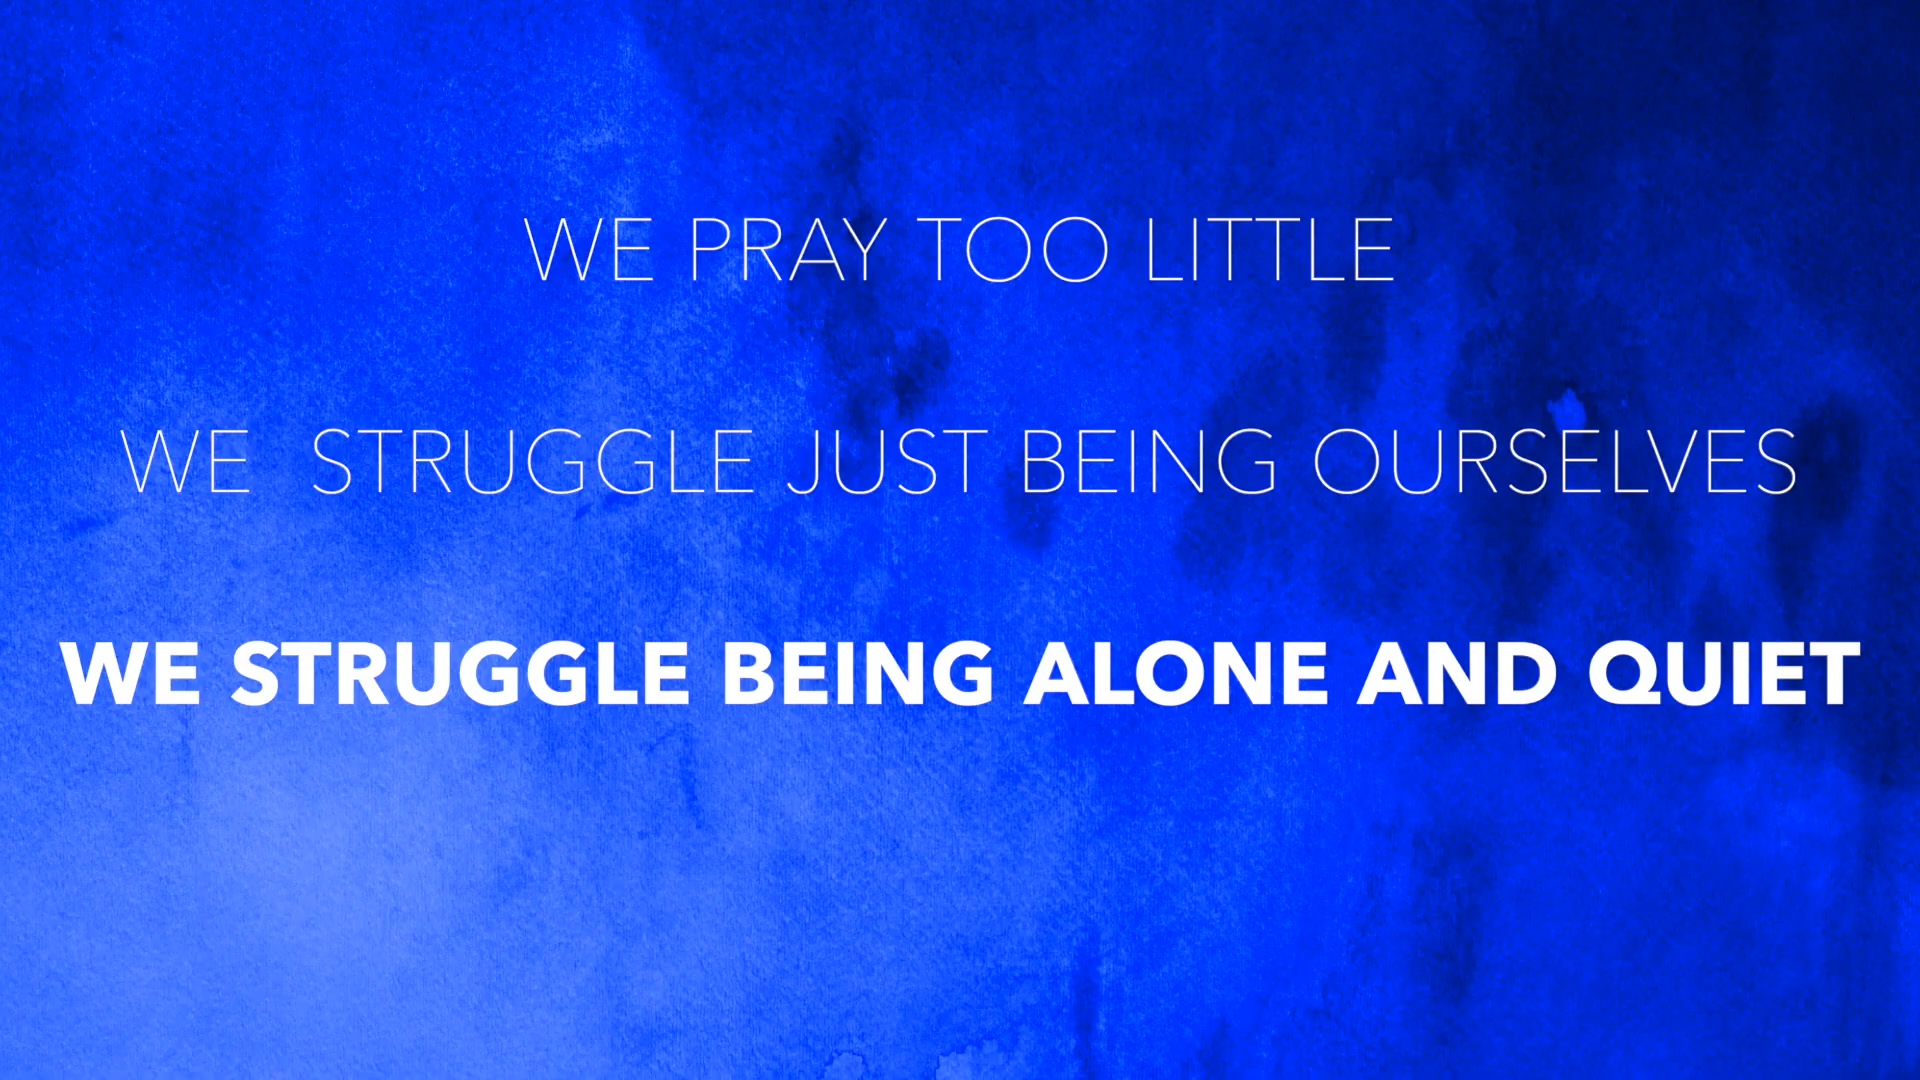 WE PRAY TOO LITTLE
WE  STRUGGLE JUST BEING OURSELVES
WE STRUGGLE BEING ALONE AND QUIET